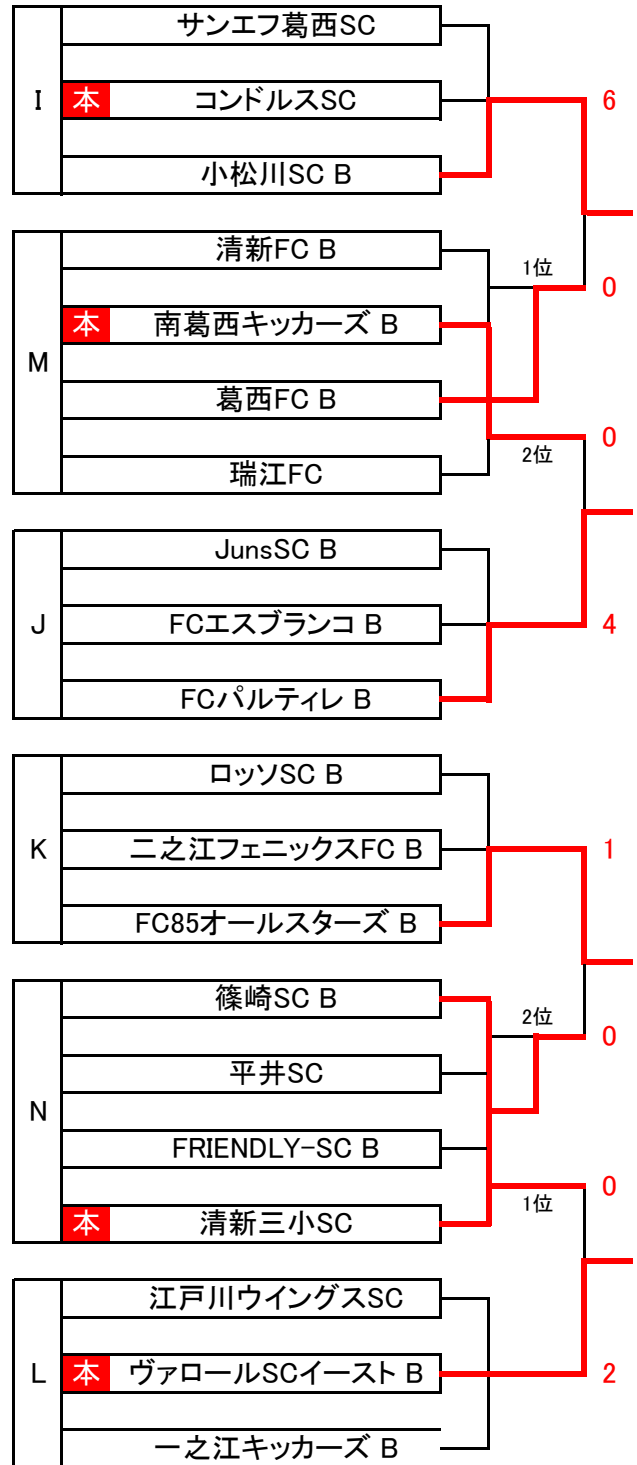 サンエフ葛西SC
I
本
コンドルスSC
6
小松川SC B
清新FC B
1位
0
本
南葛西キッカーズ B
M
葛西FC B
0
2位
瑞江FC
JunsSC B
J
FCエスブランコ B
4
FCパルティレ B
ロッソSC B
K
二之江フェニックスFC B
1
FC85オールスターズ B
篠崎SC B
2位
0
平井SC
N
FRIENDLY-SC B
0
1位
本
清新三小SC
江戸川ウイングスSC
L
本
ヴァロールSCイースト B
2
一之江キッカーズ B